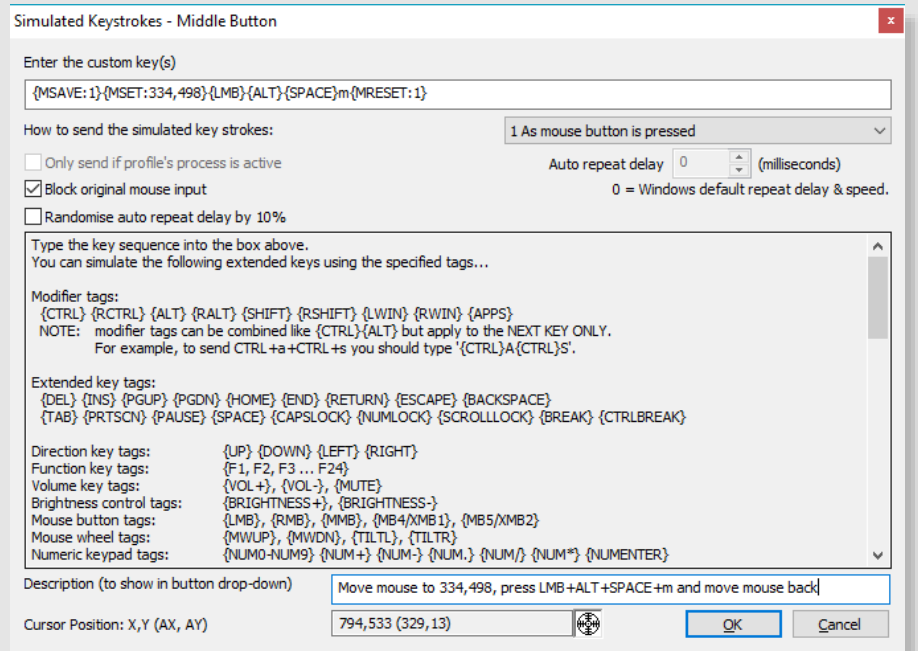 Simulated Keystrokes - Middle Button
x
Enter the custom key(s)
{MSAVE:1}{MSET:334,498}{LMB}{ALT}{SPACE}m{MRESET:1}
How to send the simulated key strokes:
1 As mouse button is pressed
Only send if profile's process is active
Auto repeat delay 0 (milliseconds)
Block original mouse input
0 = Windows default repeat delay & speed.
Randomise auto repeat delay by 10%
Type the key sequence into the box above.
You can simulate the following extended keys using the specified tags...
Modifier tags:
{CTRL} {RCTRL} {ALT} {RALT} {SHIFT} {RSHIFT} {LWIN} {RWIN} {APPS}
NOTE: modifier tags can be combined like {CTRL}{ALT} but apply to the NEXT KEY ONLY.
For example, to send CTRL+a+CTRL+s you should type '{CTRL}A{CTRL}S'.
Extended key tags:
{DEL} {INS} {PGUP} {PGDN} {HOME} {END} {RETURN} {ESCAPE} {BACKSPACE}
{TAB} {PRTSCN} {PAUSE} {SPACE} {CAPSLOCK} {NUMLOCK} {SCROLLLOCK} {BREAK} {CTRLBREAK}
Direction key tags: {UP} {DOWN} {LEFT} {RIGHT}
Function key tags: {F1, F2, F3 ... F24}
Volume key tags: {VOL+}, {VOL-}, {MUTE}
Brightness control tags: {BRIGHTNESS+}, {BRIGHTNESS-}
Mouse button tags: {LMB}, {RMB}, {MMB}, {MB4/XMB1}, {MB5/XMB2}
Mouse wheel tags: {MWUP}, {MWDN}, {TILTL}, {TILTR}
Numeric keypad tags: {NUM0-NUM9} {NUM+} {NUM-} {NUM.} {NUM/} {NUM*} {NUMENTER}
Description (to show in button drop-down) Move mouse to 334,498, press LMB+ALT+SPACE+m and move mouse back
Cursor Position: X,Y (AX, AY) 794,533 (329,13) OK Cancel